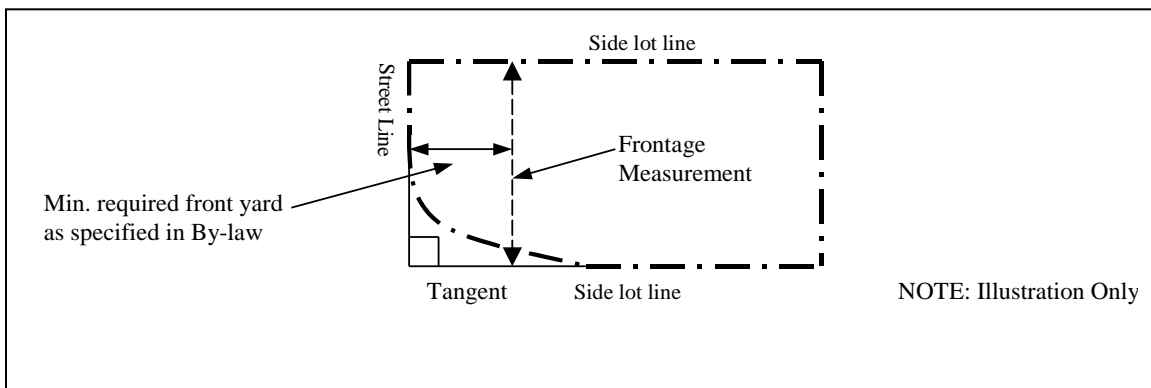 Side lot line
Street Line
Frontage
Measurement
Min. required front yard
as specified in By-law
Tangent
Side lot line
NOTE: Illustration Only